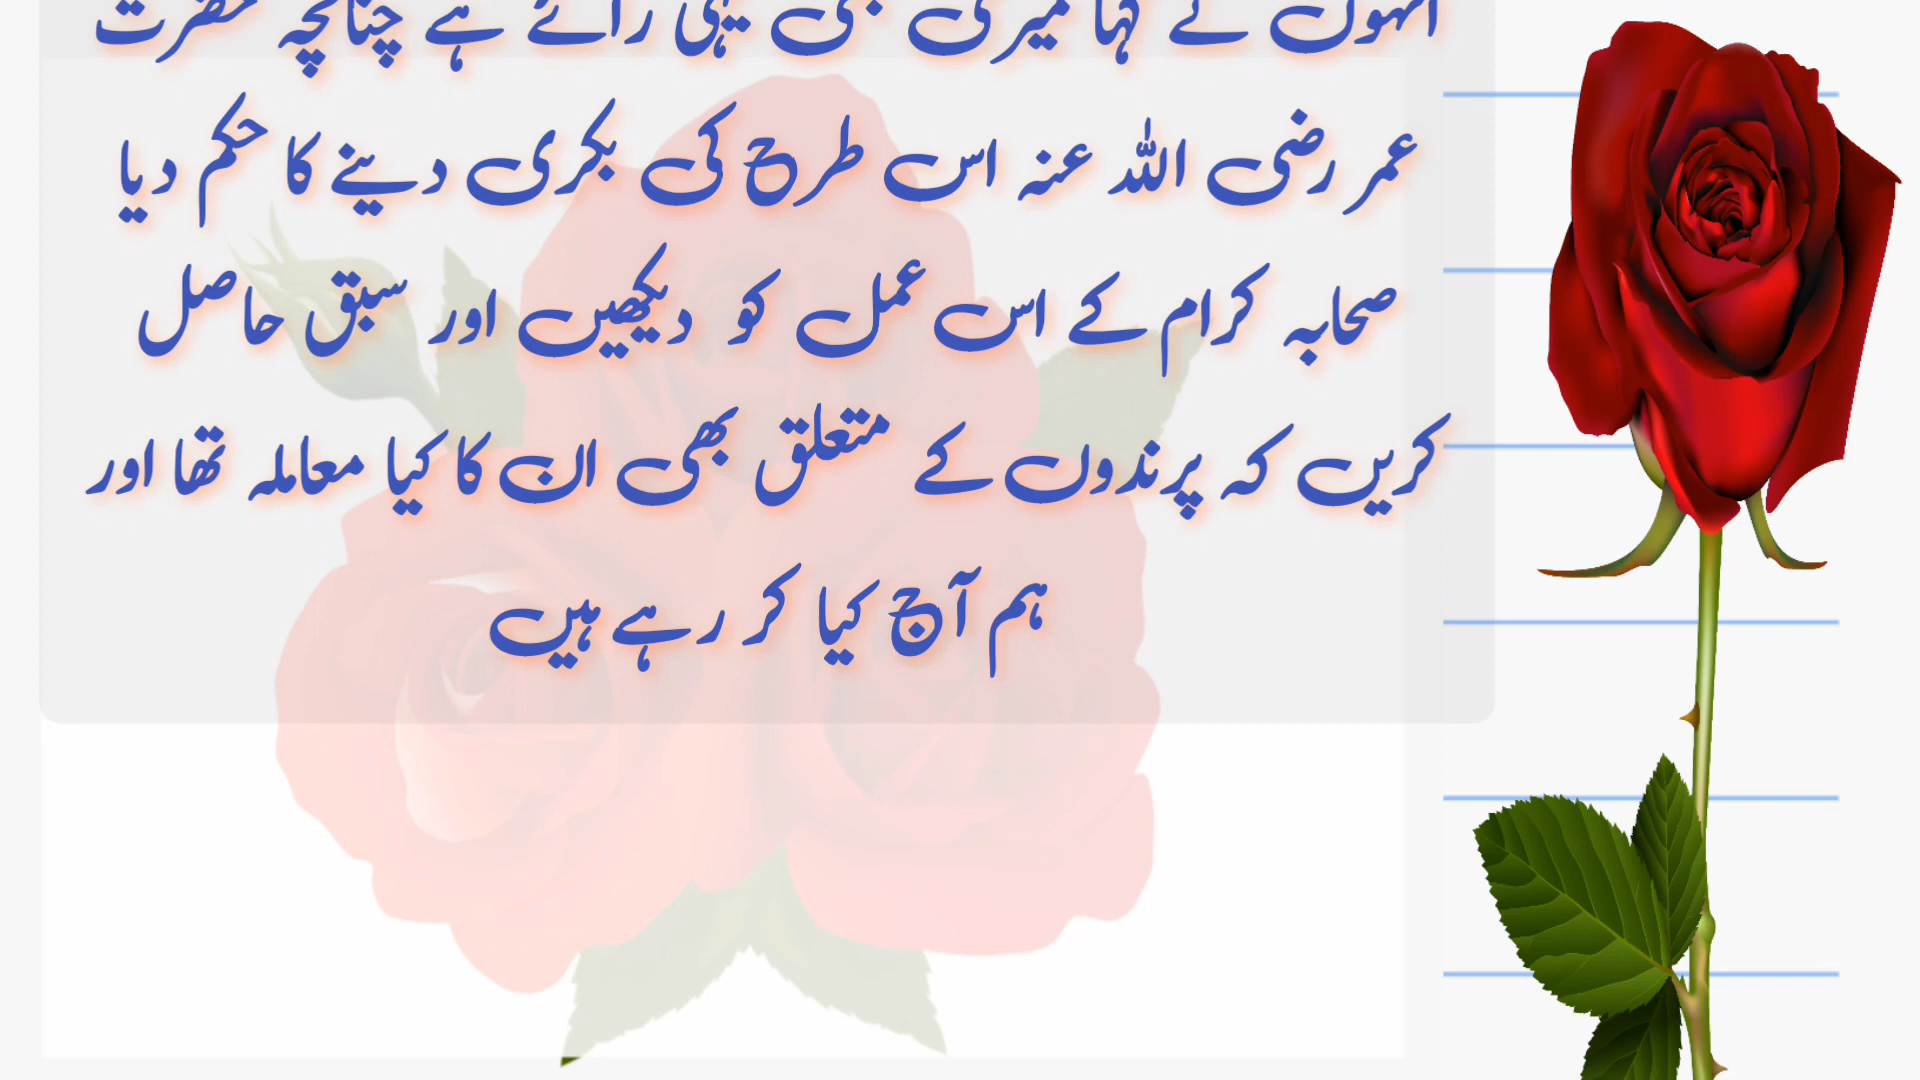 انہوں نے کہا میری بھی یہی رائے ہے چنانچہ حضرت
عمر رضی اللہ عنہ اس طرح کی بکری دینے کا حکم دیا
صحابہ کرام کے اس عمل کو دیکھیں اور سبق حاصل
کریں کہ پرندوں کے متعلق بھی ان کا کیا معاملہ تھا اور
ہم آج کیا کر رہے ہیں